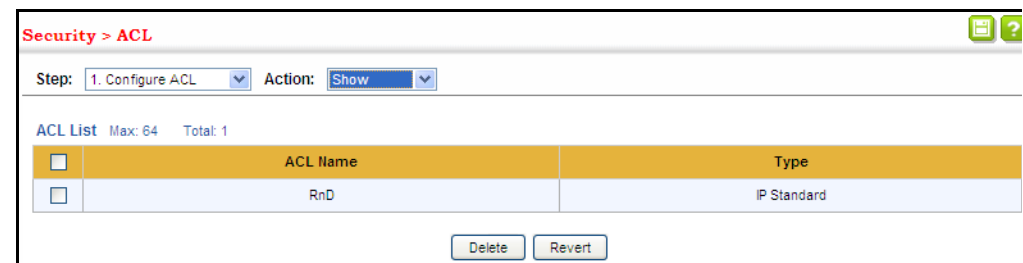 Security > ACL
Step: 1. Configure ACL Action: Show
ACL List Max: 64 Total: 1
ACL Name Type
RnD IP Standard
Delete Revert